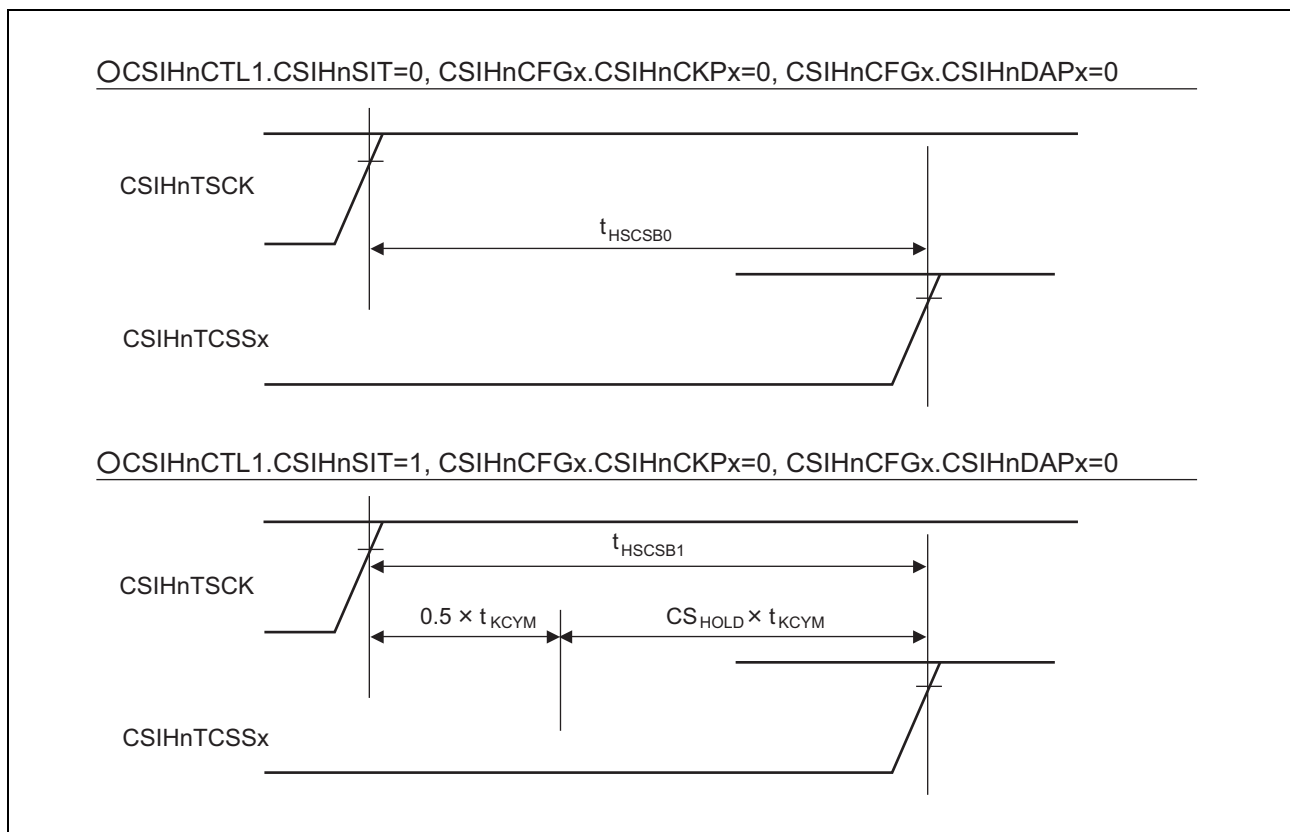 ○CSIHnCTL1.CSIHnSIT=0, CSIHnCFGx.CSIHnCKPx=0, CSIHnCFGx.CSIHnDAPx=0
CSIHnTSCK
tHSCSB0
CSIHnTCSSx
○CSIHnCTL1.CSIHnSIT=1, CSIHnCFGx.CSIHnCKPx=0, CSIHnCFGx.CSIHnDAPx=0
tHSCSB1
CSIHnTSCK
0.5 × tKCYM
CSHOLD × tKCYM
CSIHnTCSSx